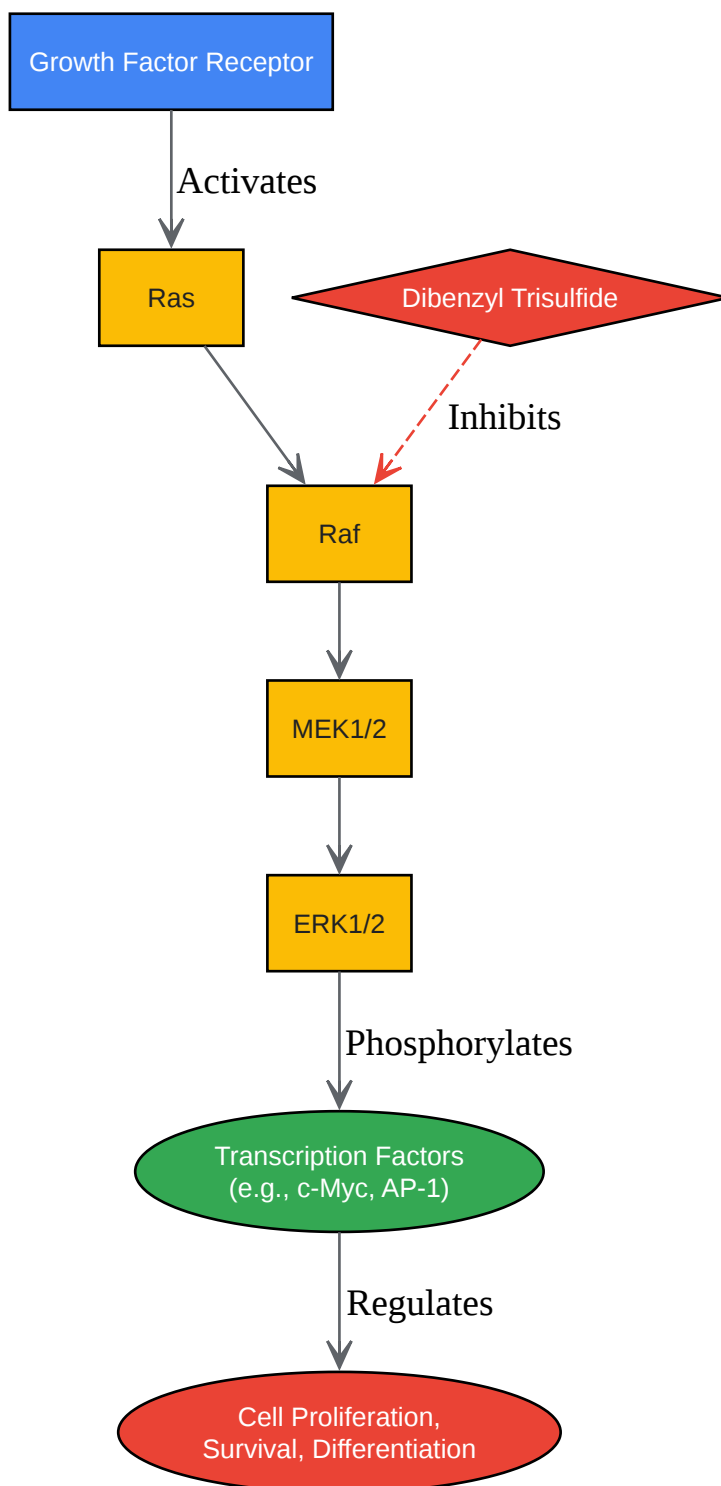 Growth Factor Receptor
Activates
Ras
Dibenzyl Trisulfide
Inhibits
Raf
MEK1/2
ERK1/2
Phosphorylates
Transcription Factors
(e.g., c-Myc, AP-1)
Regulates
Cell Proliferation,
Survival, Differentiation